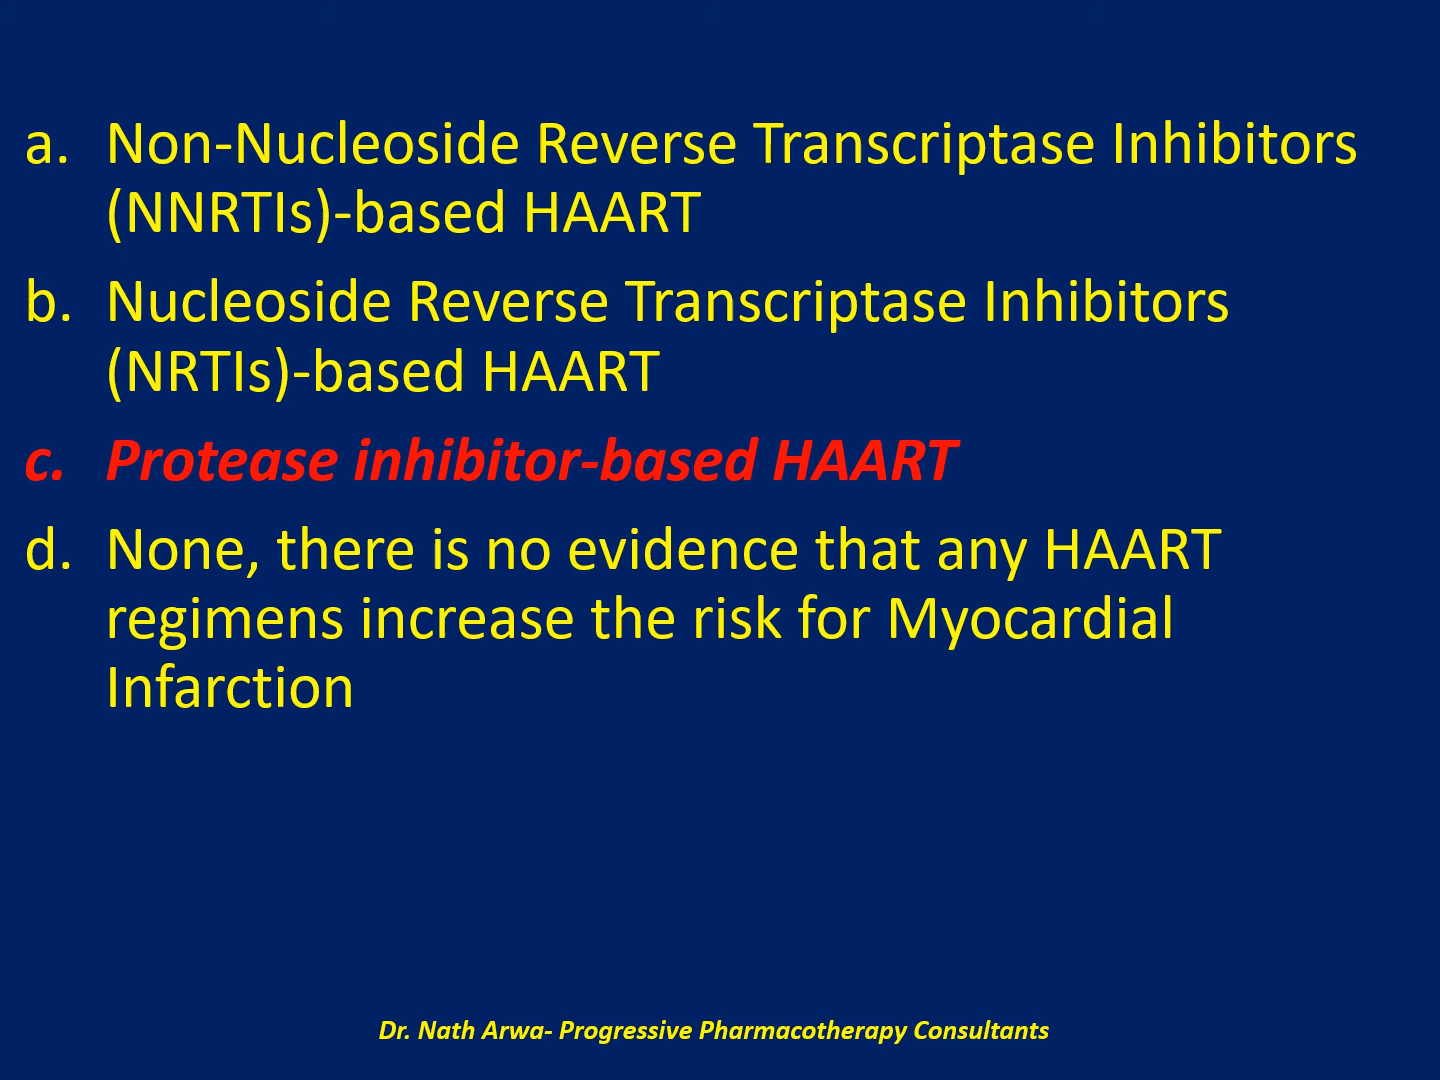 a. Non-Nucleoside Reverse Transcriptase Inhibitors
(NNRTIs)-based HAART
b. Nucleoside Reverse Transcriptase Inhibitors
(NRTIs)-based HAART
c. Protease inhibitor-based HAART
d. None, there is no evidence that any HAART
regimens increase the risk for Myocardial
Infarction
Dr. Nath Arwa- Progressive Pharmacotherapy Consultants